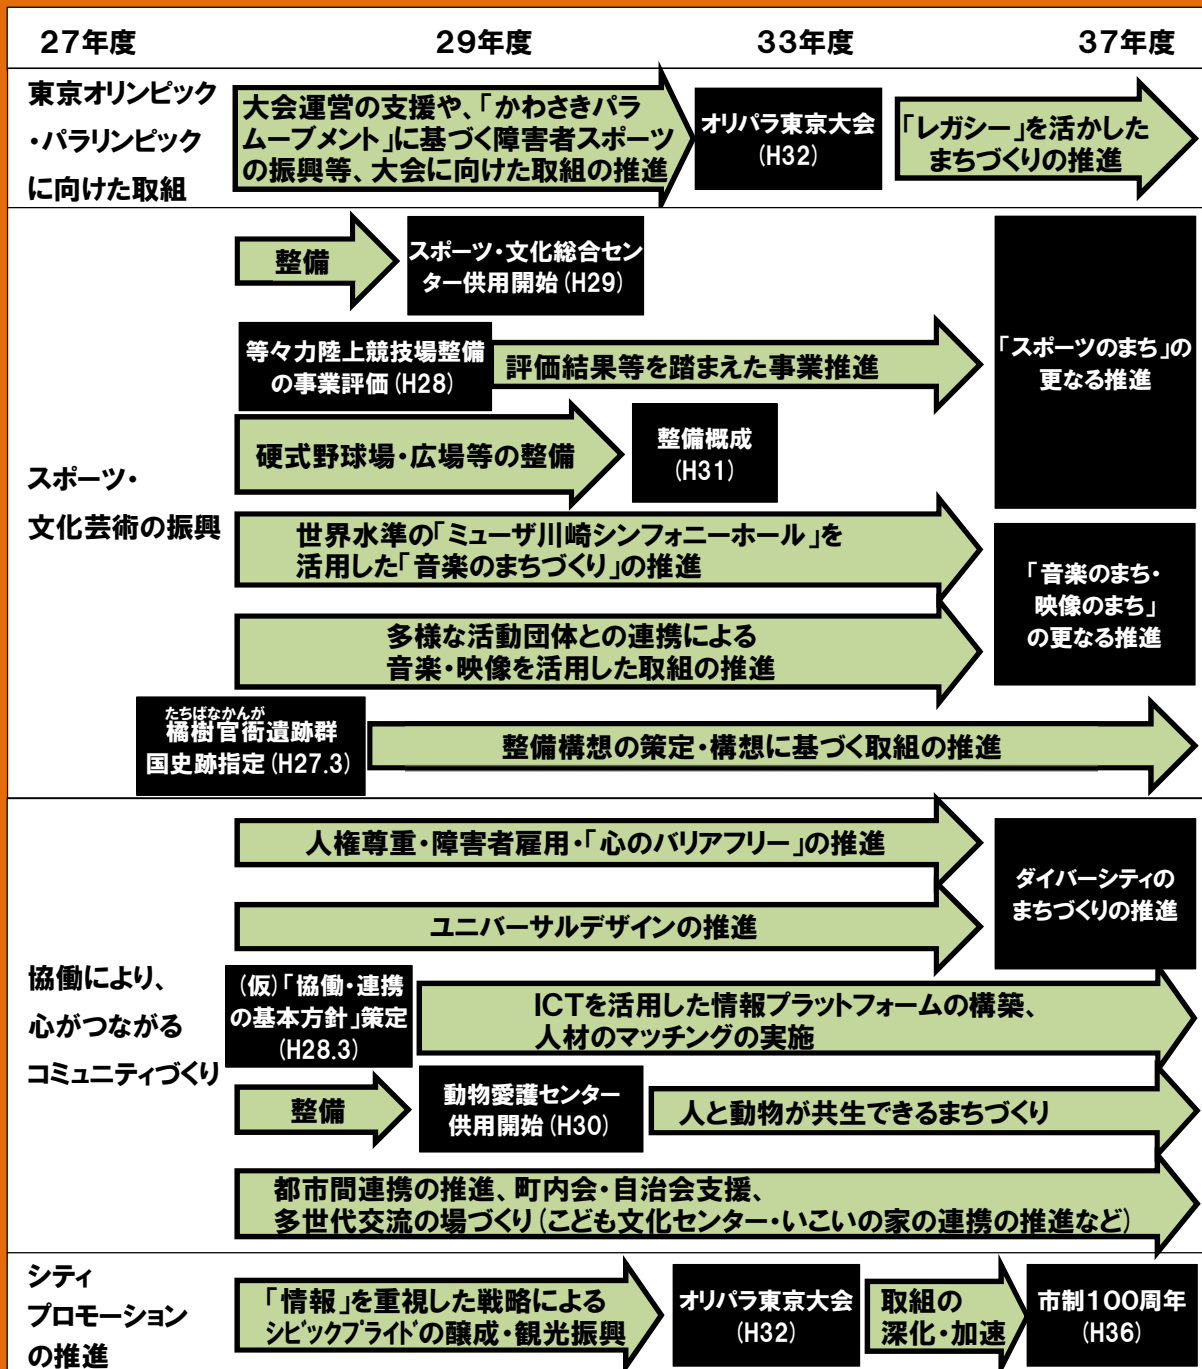 27年度 29年度 33年度 37年度
東京オリンピック
・パラリンピック
に向けた取組
大会運営の支援や、「かわさきパラ
ムーブメント」に基づく障害者スポーツ
の振興等、大会に向けた取組の推進
オリパラ東京大会
(H32)
「レガシー」を活かした
まちづくりの推進
スポーツ・
文化芸術の振興
整備
スポーツ・文化総合セン
ター供用開始(H29)
等々力陸上競技場整備
の事業評価(H28)
評価結果等を踏まえた事業推進
「スポーツのまち」の
更なる推進
硬式野球場・広場等の整備
整備概成
(H31)
世界水準の「ミューザ川崎シンフォニーホール」を
活用した「音楽のまちづくり」の推進
「音楽のまち・
映像のまち」
の更なる推進
多様な活動団体との連携による
音楽・映像を活用した取組の推進
たちばなかんが
橘樹官衙遺跡群
国史跡指定(H27.3)
整備構想の策定・構想に基づく取組の推進
協働により、
心がつながる
コミュニティづくり
人権尊重・障害者雇用・「心のバリアフリー」の推進
ダイバーシティの
まちづくりの推進
ユニバーサルデザインの推進
(仮)「協働・連携
の基本方針」策定
(H28.3)
ICTを活用した情報プラットフォームの構築、
人材のマッチングの実施
整備
動物愛護センター
供用開始(H30)
人と動物が共生できるまちづくり
都市間連携の推進、町内会・自治会支援、
多世代交流の場づくり(こども文化センター・いこいの家の連携の推進など)
シティ
プロモーション
の推進
「情報」を重視した戦略による
シビックプライドの醸成・観光振興
オリパラ東京大会
(H32)
取組の
深化・加速
市制100周年
(H36)